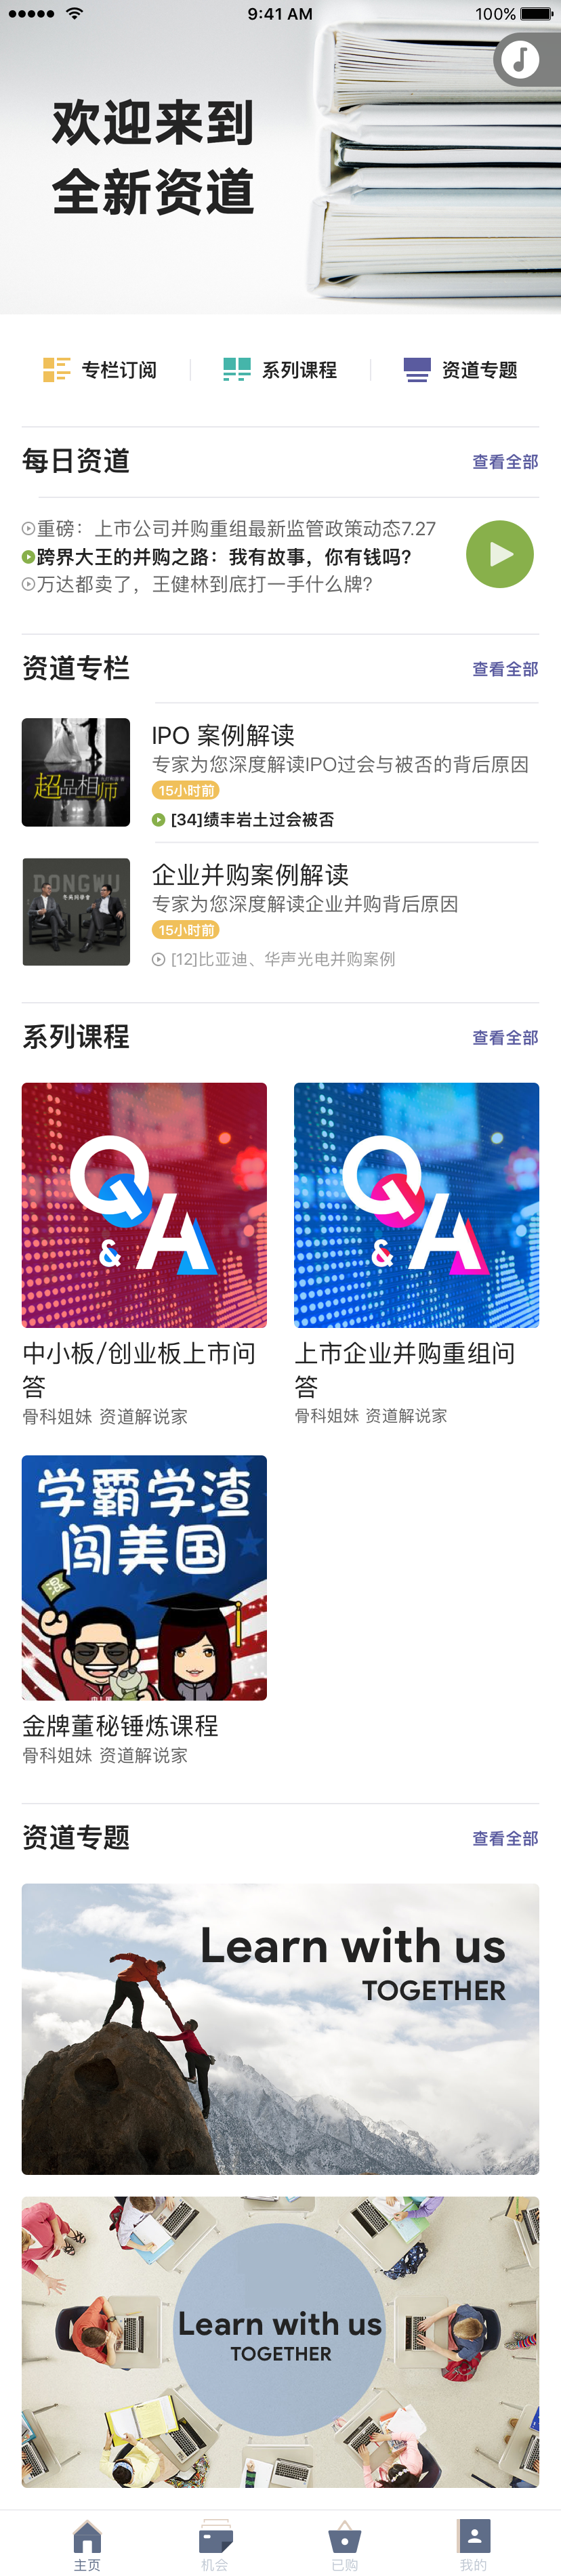 9:41 AM
100%
欢迎来到
全新资道
专栏订阅
系列课程
资道专题
每日资道
查看全部
重磅：上市公司并购重组最新监管政策动态7.27
跨界大王的并购之路：我有故事，你有钱吗?
万达都卖了，王健林到底打一手什么牌?
资道专栏
查看全部
超品相师
IPO 案例解读
专家为您深度解读IPO过会与被否的背后原因
15小时前
[34]绩丰岩土过会被否
DONGWU
企业并购案例解读
专家为您深度解读企业并购背后原因
15小时前
[12]比亚迪、华声光电并购案例
系列课程
查看全部
Q&A
Q&A
中小板/创业板上市问
答
骨科姐妹 资道解说家
上市企业并购重组问
答
骨科姐妹 资道解说家
学霸学渣
闯美国
混
金牌董秘锤炼课程
骨科姐妹 资道解说家
资道专题
查看全部
Learn with us
TOGETHER
Learn with us
TOGETHER
主页
机会
已购
我的